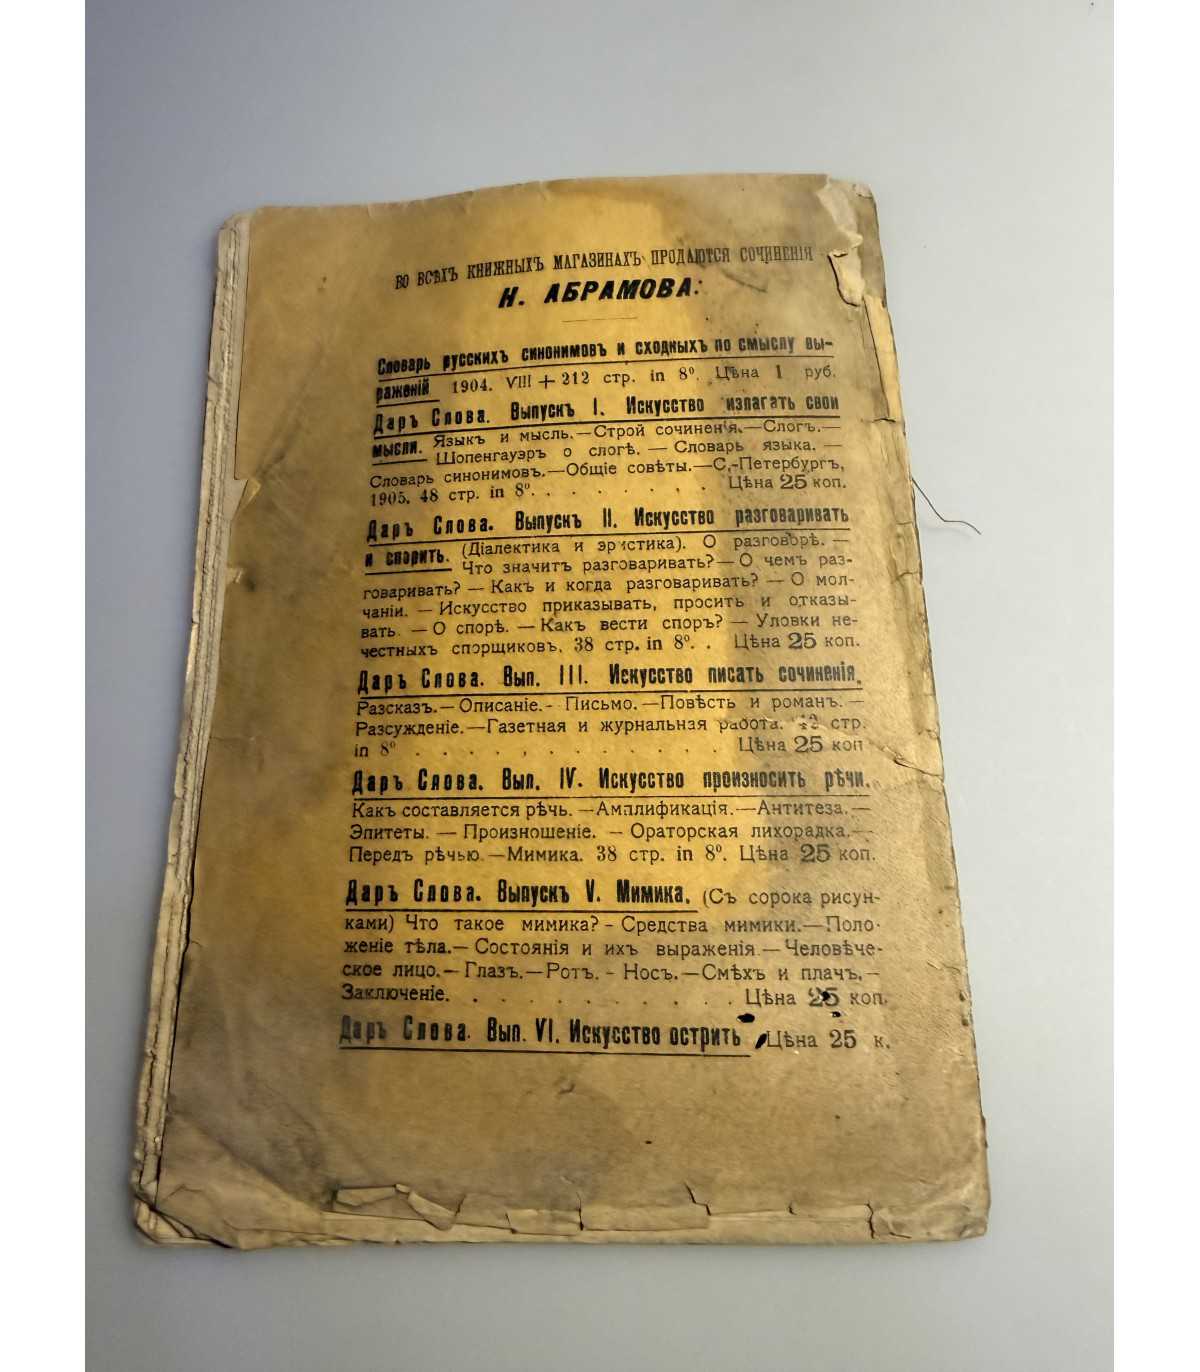 ВО ВСѢХЪ КНИЖНЫХЪ МАГАЗИНАХЪ ПРОДАЮТСЯ СОЧИНЕНІЯ
Н. АБРАМОВА:
Словарь русскихъ синонимовъ и сходныхъ по смыслу вы-
раженій 1904. VIII + 212 стр. in 8°. Цѣна 1 руб.
Даръ Слова. Выпускъ I. Искусство излагать свои
мысли. Языкъ и мысль.—Строй сочиненія.—Слогъ.—
Шопенгауэръ о слогѣ. — Словарь языка. —
Словарь синонимовъ.—Общіе совѣты.—С.-Петербургъ,
1905. 48 стр. in 8°. . . . . . . . Цѣна 25 коп.
Даръ Слова. Выпускъ II. Искусство разговаривать
и спорить. (Діалектика и эристика). О разговорѣ. —
Что значитъ разговаривать?— О чемъ раз-
говаривать? — Какъ и когда разговаривать? — О мол-
чаніи. — Искусство приказывать, просить и отказы-
вать. — О спорѣ. — Какъ вести споръ? — Уловки не-
честныхъ спорщиковъ. 38 стр. in 8°. . Цѣна 25 коп.
Даръ Слова. Вып. III. Искусство писать сочиненія.
Разсказъ.— Описаніе.- Письмо.—Повѣсть и романъ. —
Разсужденіе.—Газетная и журнальная работа. 42 стр.
in 8° . . . . . . . . . . . . Цѣна 25 коп
Даръ Слова. Вып. IV. Искусство произносить рѣчи.
Какъ составляется рѣчь. —Амплификація.—Антитеза.—
Эпитеты. — Произношеніе. — Ораторская лихорадка.—
Передъ рѣчью.—Мимика. 38 стр. in 8°. Цѣна 25 коп.
Даръ Слова. Выпускъ V. Мимика. (Съ сорока рисун-
ками) Что такое мимика? - Средства мимики.—Поло-
женіе тѣла.— Состоянія и ихъ выраженія.—Человѣче-
ское лицо.— Глазъ.—Ротъ. - Носъ.—Смѣхъ и плачъ.—
Заключеніе. . . . . . . . . . . Цѣна 25 коп.
Даръ Слова. Вып. VI. Искусство острить Цѣна 25 к.